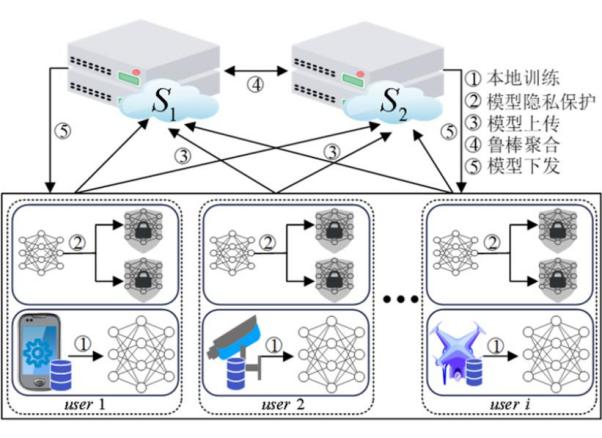 S1
④
S2
① 本地训练
② 模型隐私保护
③ 模型上传
④ 鲁棒聚合
⑤ 模型下发
⑤
③
③
⑤
②
②
②
①
①
①
user 1
user 2
user i